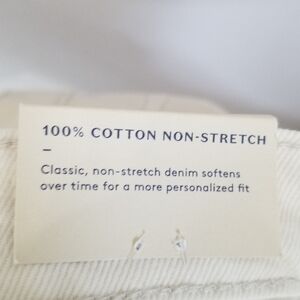 100% COTTON NON-STRETCH
–
Classic, non-stretch denim softens
over time for a more personalized fit